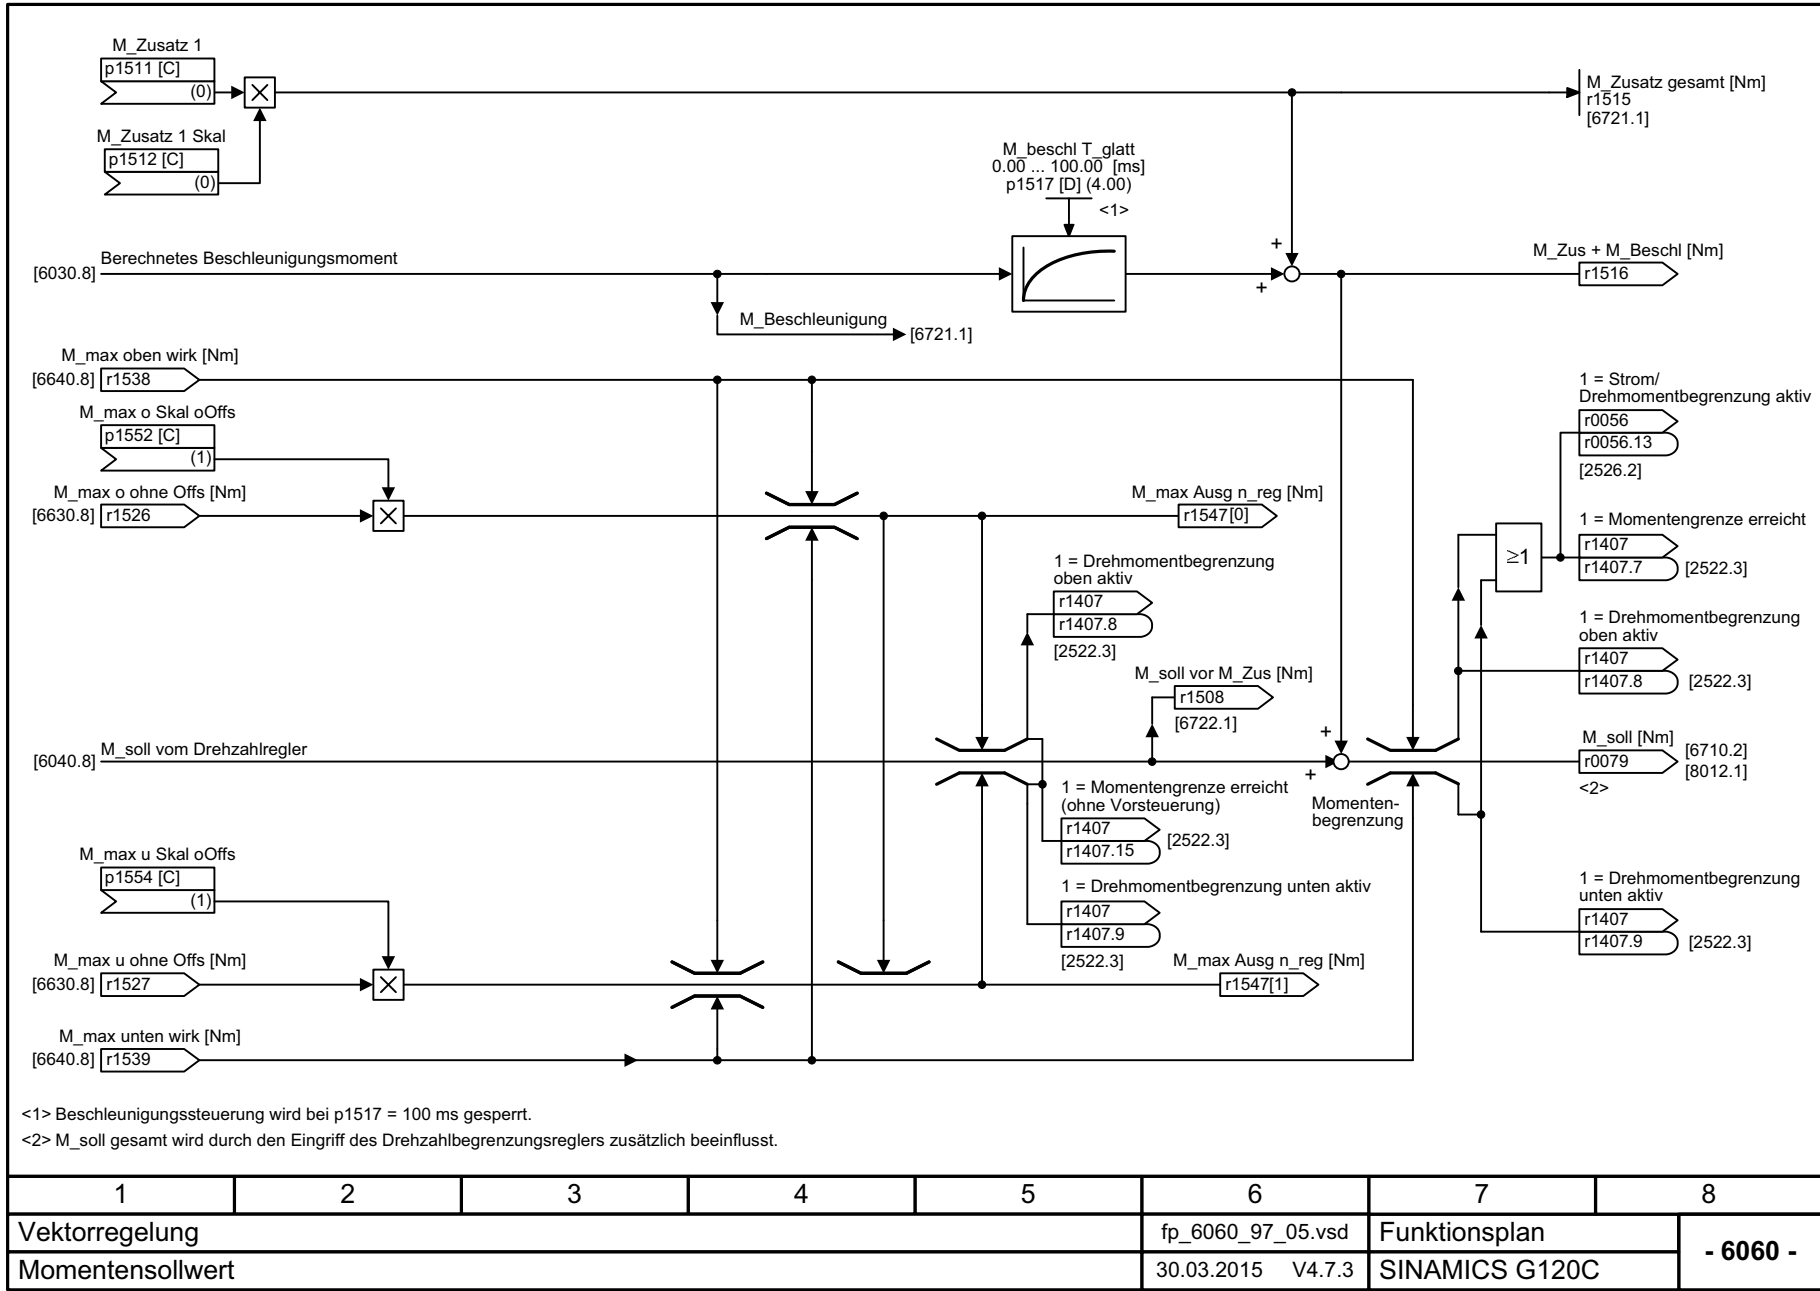 M_Zusatz 1
p1511 [C]
(0)
M_Zusatz 1 Skal
p1512 [C]
(0)
M_Zusatz gesamt [Nm]
r1515
[6721.1]
M_beschl T_glatt
0.00 ... 100.00 [ms]
p1517 [D] (4.00)
<1>
[6030.8]
Berechnetes Beschleunigungsmoment
+
+
M_Zus + M_Beschl [Nm]
r1516
M_Beschleunigung
[6721.1]
M_max oben wirk [Nm]
[6640.8]
r1538
M_max o Skal oOffs
p1552 [C]
(1)
M_max o ohne Offs [Nm]
[6630.8]
r1526
M_max Ausg n_reg [Nm]
r1547[0]
1 = Strom/
Drehmomentbegrenzung aktiv
r0056
r0056.13
[2526.2]
≥1
1 = Momentengrenze erreicht
r1407
r1407.7
[2522.3]
1 = Drehmomentbegrenzung
oben aktiv
r1407
r1407.8
[2522.3]
1 = Drehmomentbegrenzung
oben aktiv
r1407
r1407.8
[2522.3]
M_soll vor M_Zus [Nm]
r1508
[6722.1]
[6040.8]
M_soll vom Drehzahlregler
+
+
Momenten-
begrenzung
M_soll [Nm]
r0079
[6710.2]
[8012.1]
<2>
1 = Momentengrenze erreicht
(ohne Vorsteuerung)
r1407
r1407.15
[2522.3]
1 = Drehmomentbegrenzung unten aktiv
r1407
r1407.9
[2522.3]
1 = Drehmomentbegrenzung
unten aktiv
r1407
r1407.9
[2522.3]
M_max u Skal oOffs
p1554 [C]
(1)
M_max u ohne Offs [Nm]
[6630.8]
r1527
M_max Ausg n_reg [Nm]
r1547[1]
M_max unten wirk [Nm]
[6640.8]
r1539
<1> Beschleunigungssteuerung wird bei p1517 = 100 ms gesperrt.
<2> M_soll gesamt wird durch den Eingriff des Drehzahlbegrenzungsreglers zusätzlich beeinflusst.
1 2 3 4 5 6 7 8
Vektorregelung
fp_6060_97_05.vsd
Funktionsplan
- 6060 -
Momentensollwert
30.03.2015 V4.7.3
SINAMICS G120C